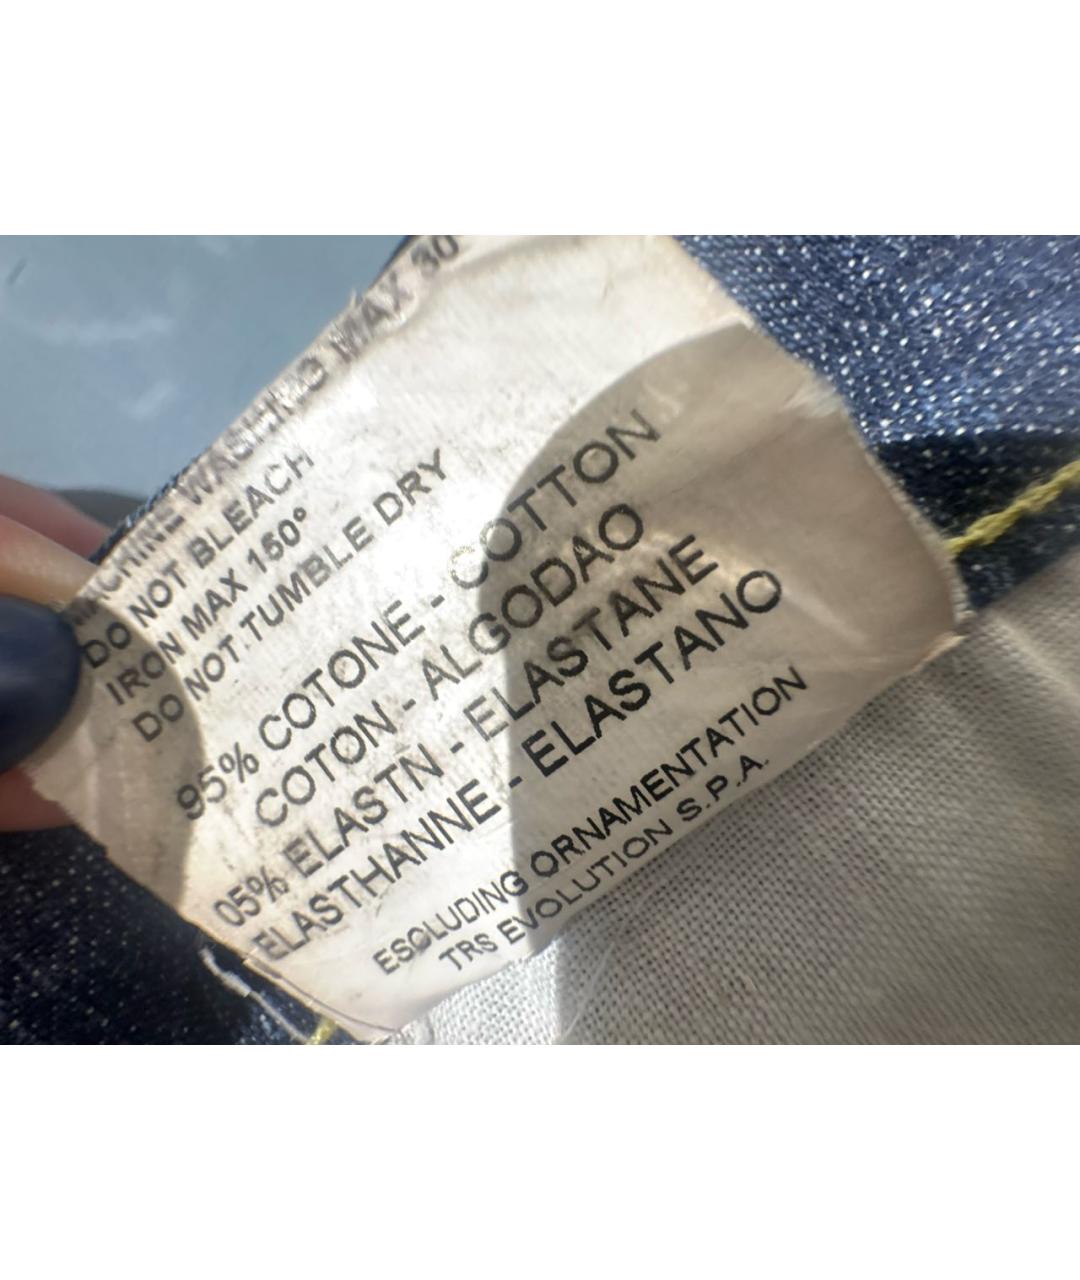 MACHINE WASHING MAX 30
DO NOT BLEACH
IRON MAX 150°
DO NOT.TUMBLE DRY
95% COTONE - COTTON
COTON - ALGODAO
05% ELASTN - ELASTANE
ELASTHANNE - ELASTANO
ESCLUDING ORNAMENTATION
TRS EVOLUTION S.P.A.